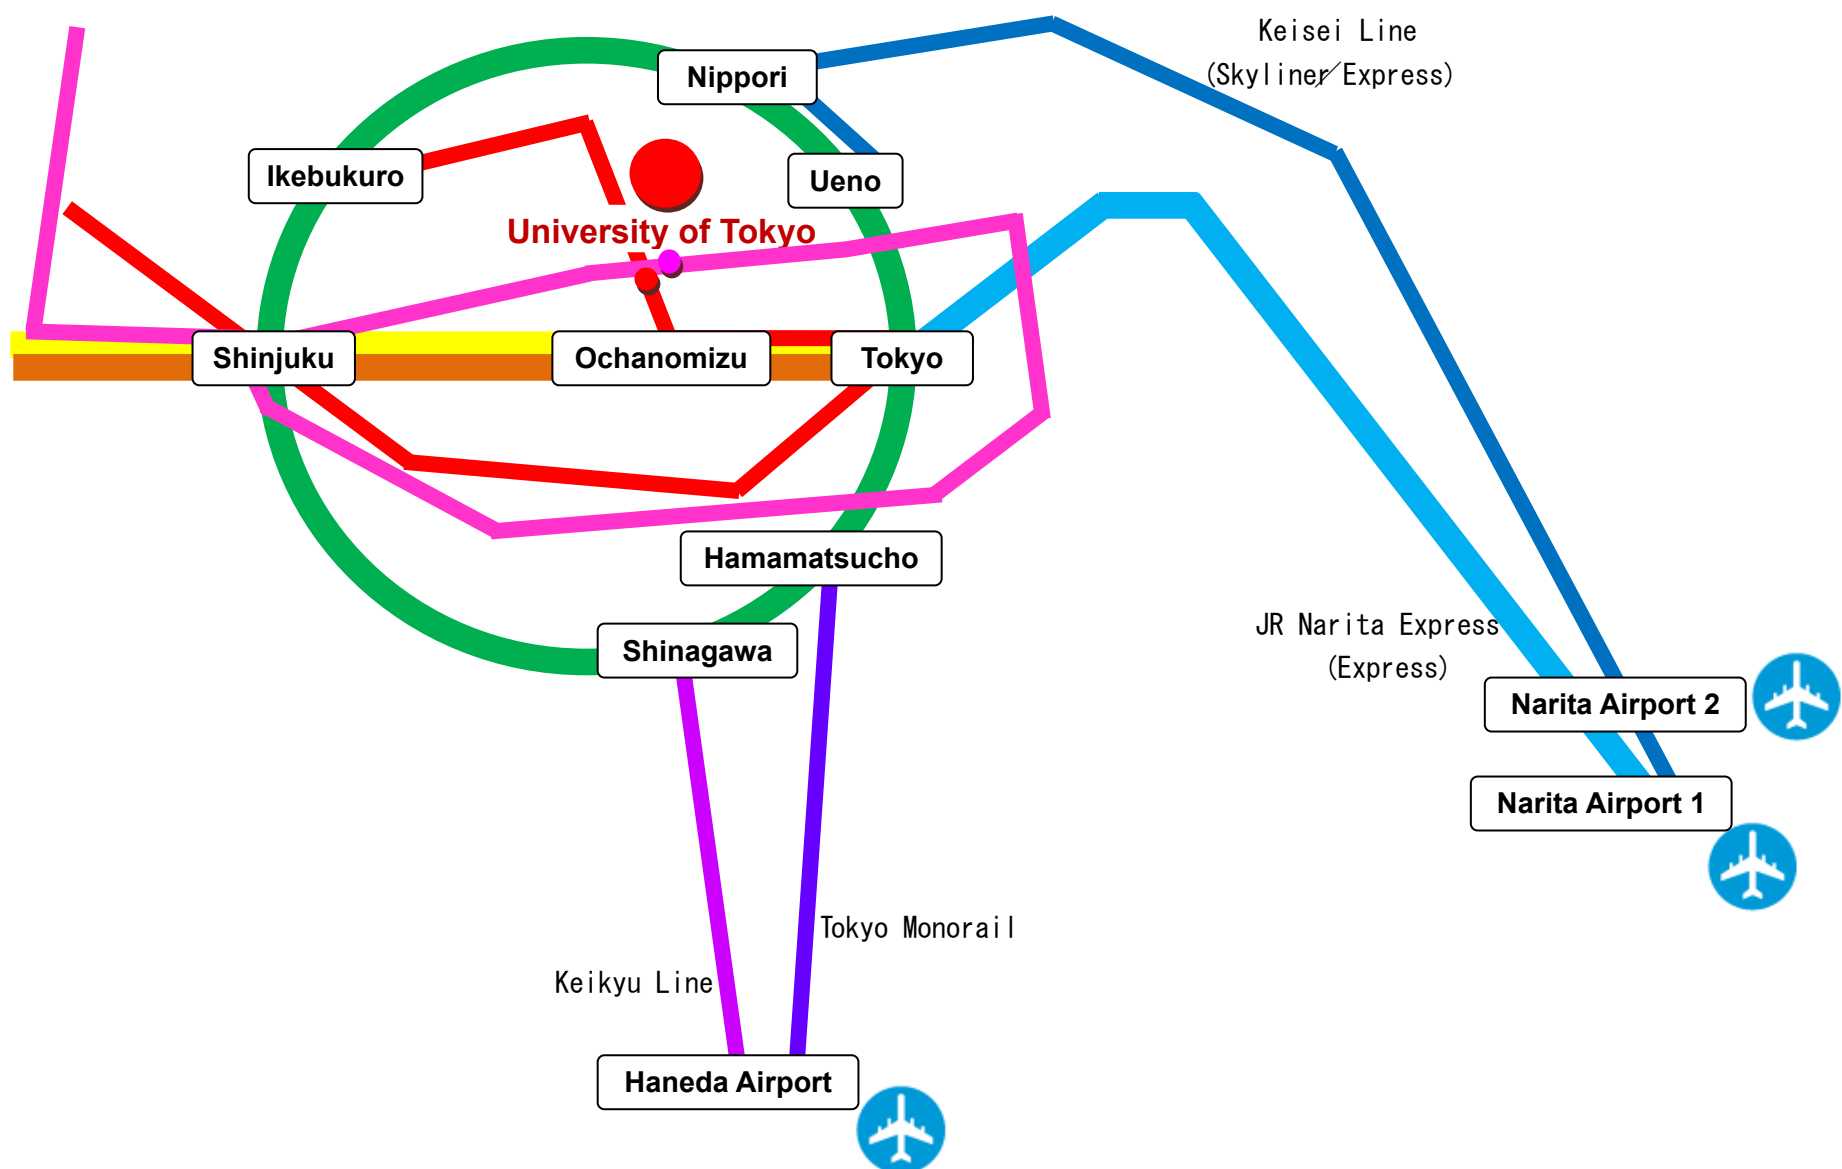 Keisei Line
(Skyliner／Express)
Nippori
Ikebukuro
Ueno
University of Tokyo
Shinjuku
Ochanomizu
Tokyo
Hamamatsucho
Shinagawa
JR Narita Express
(Express)
Narita Airport 2
Narita Airport 1
Tokyo Monorail
Keikyu Line
Haneda Airport